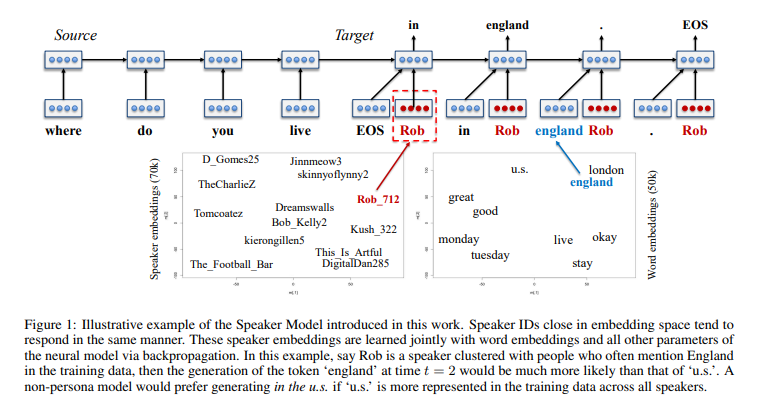 in england . EOS
Source Target
where do you live EOS Rob in Rob england Rob . Rob
Speaker embeddings (70k)
D_Gomes25
Jinnmeow3
skinnyoflynny2
TheCharlieZ
Rob_712
Tomcoatez
Dreamswalls
Bob_Kelly2
Kush_322
kierongillen5
This_Is_Artful
The_Football_Bar
DigitalDan285
u.s.
london
england
great
good
monday
live
okay
tuesday
stay
Word embeddings (50k)
Figure 1: Illustrative example of the Speaker Model introduced in this work. Speaker IDs close in embedding space tend to
respond in the same manner. These speaker embeddings are learned jointly with word embeddings and all other parameters of
the neural model via backpropagation. In this example, say Rob is a speaker clustered with people who often mention England
in the training data, then the generation of the token ‘england’ at time t = 2 would be much more likely than that of ‘u.s.’. A
non-persona model would prefer generating in the u.s. if ‘u.s.’ is more represented in the training data across all speakers.